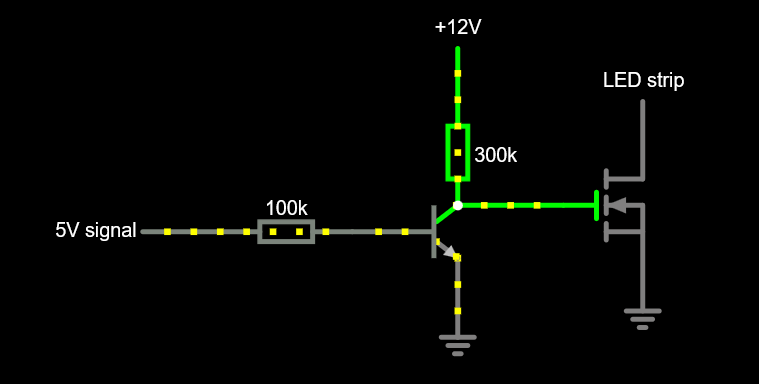 +12V
LED strip
300k
100k
5V signal